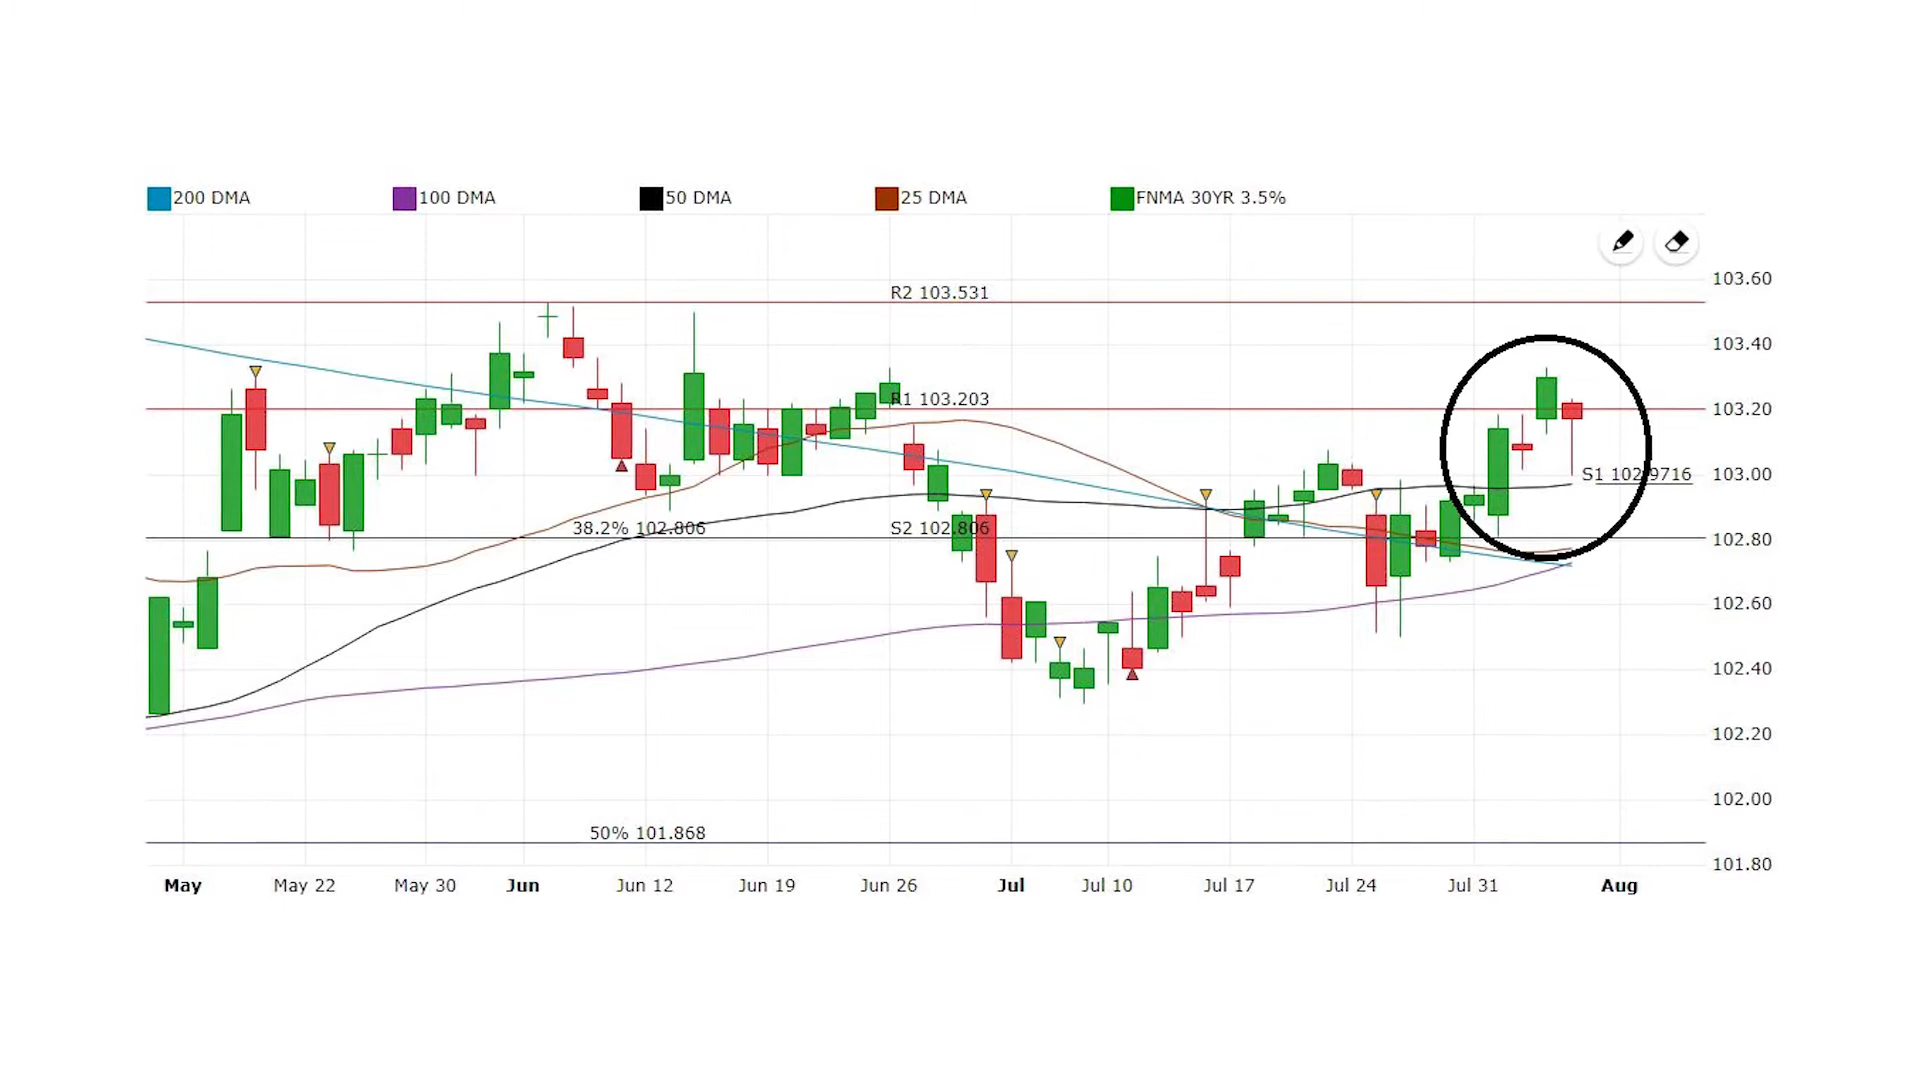 200 DMA 100 DMA 50 DMA 25 DMA FNMA 30YR 3.5%
103.60
R2 103.531
103.40
R1 103.203
103.20
S1 102.9716
103.00
38.2% 102.806
S2 102.806
102.80
102.60
102.40
102.20
102.00
50% 101.868
101.80
May May 22 May 30 Jun Jun 12 Jun 19 Jun 26 Jul Jul 10 Jul 17 Jul 24 Jul 31 Aug